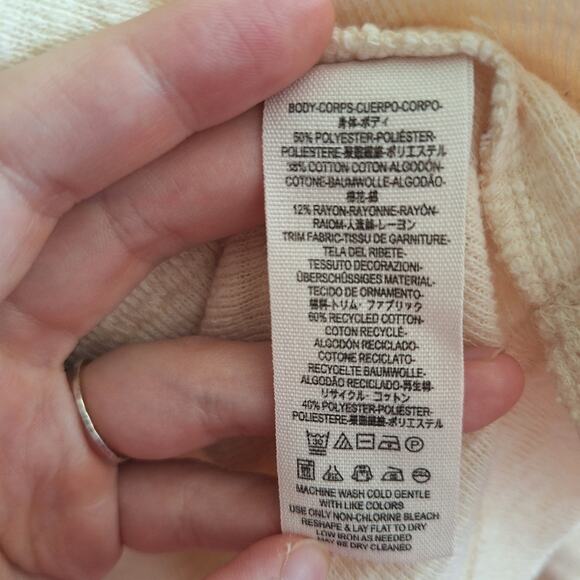 BODY-CORPS-CUERPO-CORPO-
身体-ボディ
50% POLYESTER-POLIÉSTER-
POLIESTERE-聚酯纖維-ポリエステル
38% COTTON-COTON-ALGODÓN-
COTONE-BAUMWOLLE-ALGODÃO-
棉花-綿
12% RAYON-RAYONNE-RAYÓN-
RAIOM-人造絲-レーヨン
TRIM FABRIC-TISSU DE GARNITURE-
TELA DEL RIBETE-
TESSUTO DECORAZIONI-
ÜBERSCHÜSSIGES MATERIAL-
TECIDO DE ORNAMENTO-
トリム・ファブリック
60% RECYCLED COTTON-
COTON RECYCLÉ-
ALGODÓN RECICLADO-
COTONE RICICLATO-
RECYCELTE BAUMWOLLE-
ALGODÃO RECICLADO-再生棉-
リサイクル・コットン
40% POLYESTER-POLIÉSTER-
POLIESTERE-聚酯纖維-ポリエステル
30
P
MACHINE WASH COLD GENTLE
WITH LIKE COLORS
USE ONLY NON-CHLORINE BLEACH
RESHAPE & LAY FLAT TO DRY
LOW IRON AS NEEDED
MAY BE DRY CLEANED